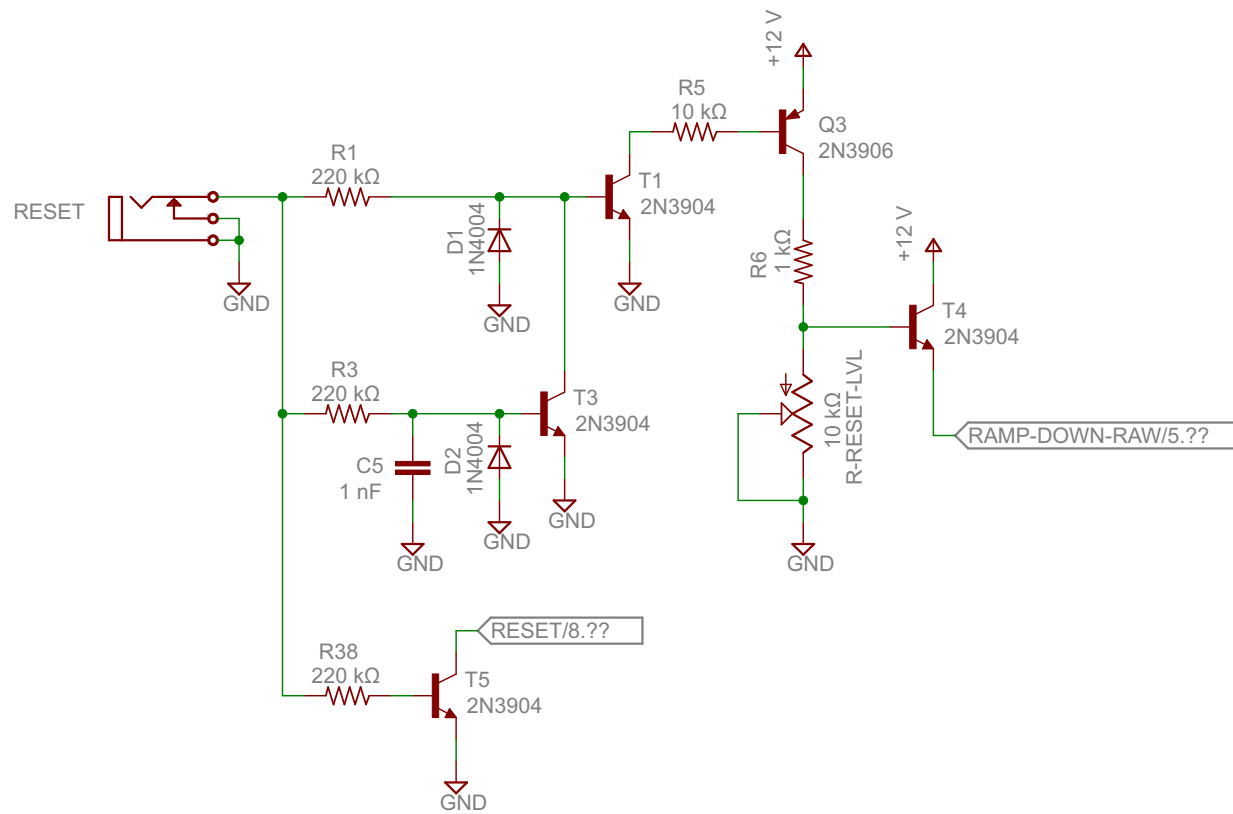 +12 V
R5
10 kΩ
Q3
2N3906
R1
220 kΩ
T1
2N3904
RESET
D1
1N4004
R6
1 kΩ
+12 V
GND
GND
GND
T4
2N3904
R3
220 kΩ
T3
2N3904
10 kΩ
R-RESET-LVL
RAMP-DOWN-RAW/5.??
C5
1 nF
D2
1N4004
GND
GND
GND
GND
RESET/8.??
R38
220 kΩ
T5
2N3904
GND